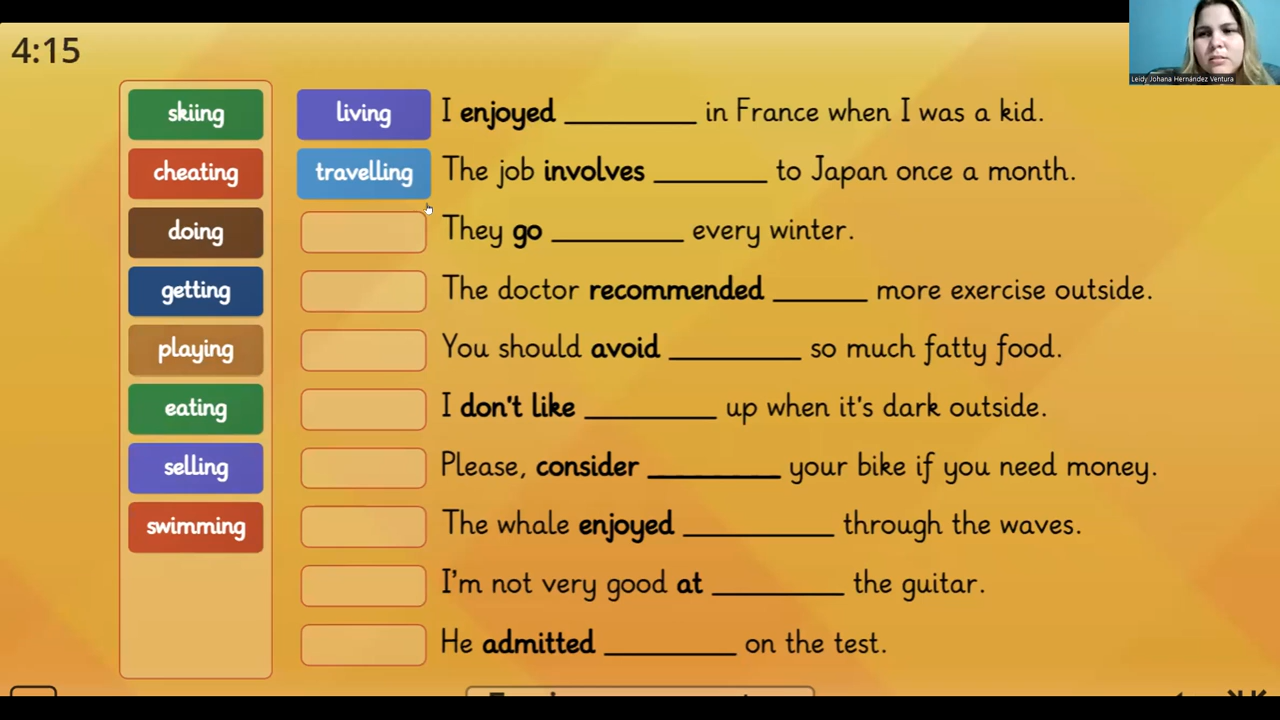 4:15
Leidy Johana Hernández Ventura
skiing
cheating
doing
getting
playing
eating
selling
swimming
living I enjoyed _________ in France when I was a kid.
travelling The job involves ________ to Japan once a month.
They go _________ every winter.
The doctor recommended ______ more exercise outside.
You should avoid _________ so much fatty food.
I don't like _________ up when it's dark outside.
Please, consider _________ your bike if you need money.
The whale enjoyed __________ through the waves.
I'm not very good at _________ the guitar.
He admitted _________ on the test.